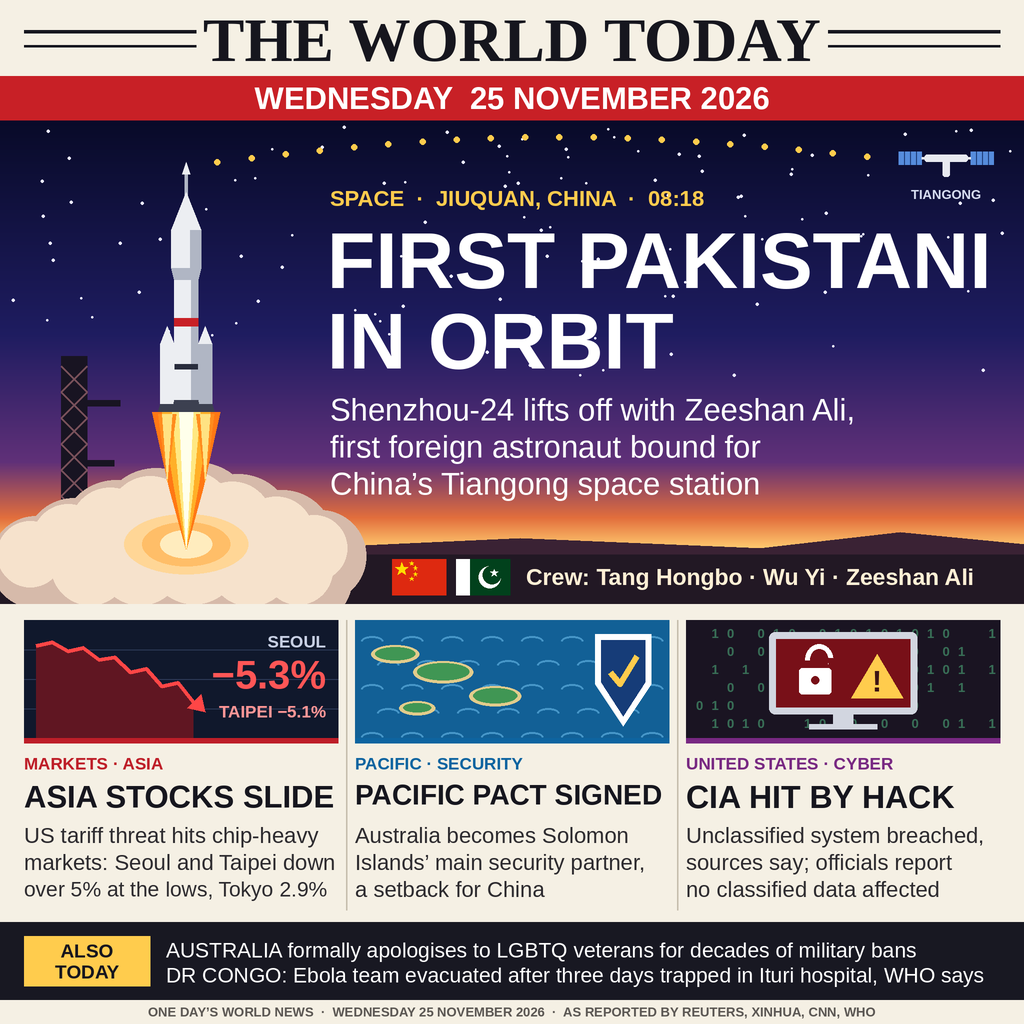 THE WORLD TODAY
WEDNESDAY 25 NOVEMBER 2026
TIANGONG
SPACE · JIUQUAN, CHINA · 08:18
FIRST PAKISTANI
IN ORBIT
Shenzhou-24 lifts off with Zeeshan Ali,
first foreign astronaut bound for
China’s Tiangong space station
Crew: Tang Hongbo · Wu Yi · Zeeshan Ali
SEOUL
−5.3%
TAIPEI −5.1%
MARKETS · ASIA
ASIA STOCKS SLIDE
US tariff threat hits chip-heavy
markets: Seoul and Taipei down
over 5% at the lows, Tokyo 2.9%
PACIFIC · SECURITY
PACIFIC PACT SIGNED
Australia becomes Solomon
Islands’ main security partner,
a setback for China
!
UNITED STATES · CYBER
CIA HIT BY HACK
Unclassified system breached,
sources say; officials report
no classified data affected
ALSO
TODAY
AUSTRALIA formally apologises to LGBTQ veterans for decades of military bans
DR CONGO: Ebola team evacuated after three days trapped in Ituri hospital, WHO says
ONE DAY’S WORLD NEWS · WEDNESDAY 25 NOVEMBER 2026 · AS REPORTED BY REUTERS, XINHUA, CNN, WHO